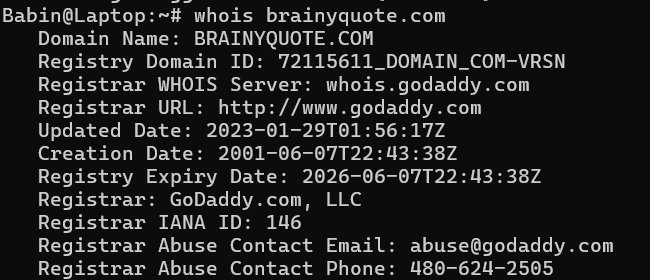 Babin@Laptop:~# whois brainyquote.com
Domain Name: BRAINYQUOTE.COM
Registry Domain ID: 72115611_DOMAIN_COM-VRSN
Registrar WHOIS Server: whois.godaddy.com
Registrar URL: http://www.godaddy.com
Updated Date: 2023-01-29T01:56:17Z
Creation Date: 2001-06-07T22:43:38Z
Registry Expiry Date: 2026-06-07T22:43:38Z
Registrar: GoDaddy.com, LLC
Registrar IANA ID: 146
Registrar Abuse Contact Email: abuse@godaddy.com
Registrar Abuse Contact Phone: 480-624-2505